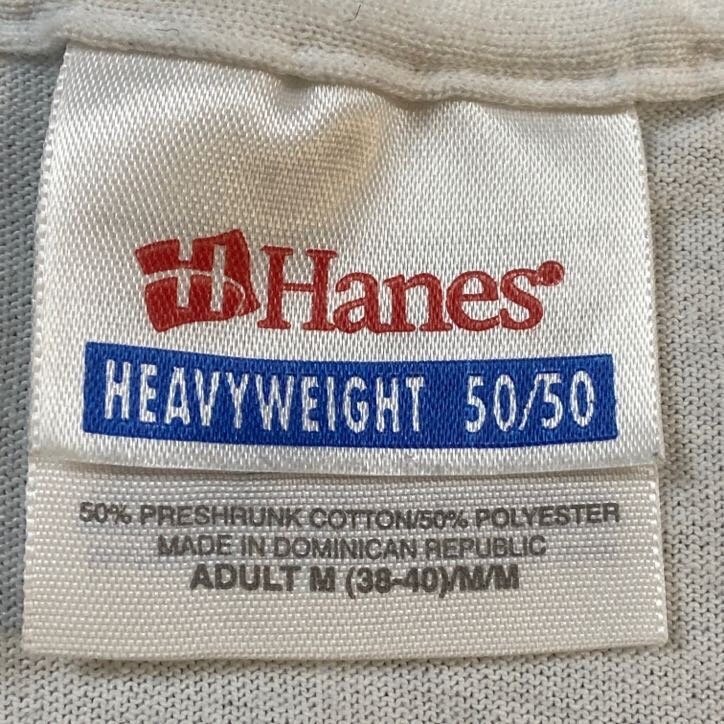 H Hanes
HEAVYWEIGHT 50/50
50% PRESHRUNK COTTON/50% POLYESTER
MADE IN DOMINICAN REPUBLIC
ADULT M (38-40)/M/M